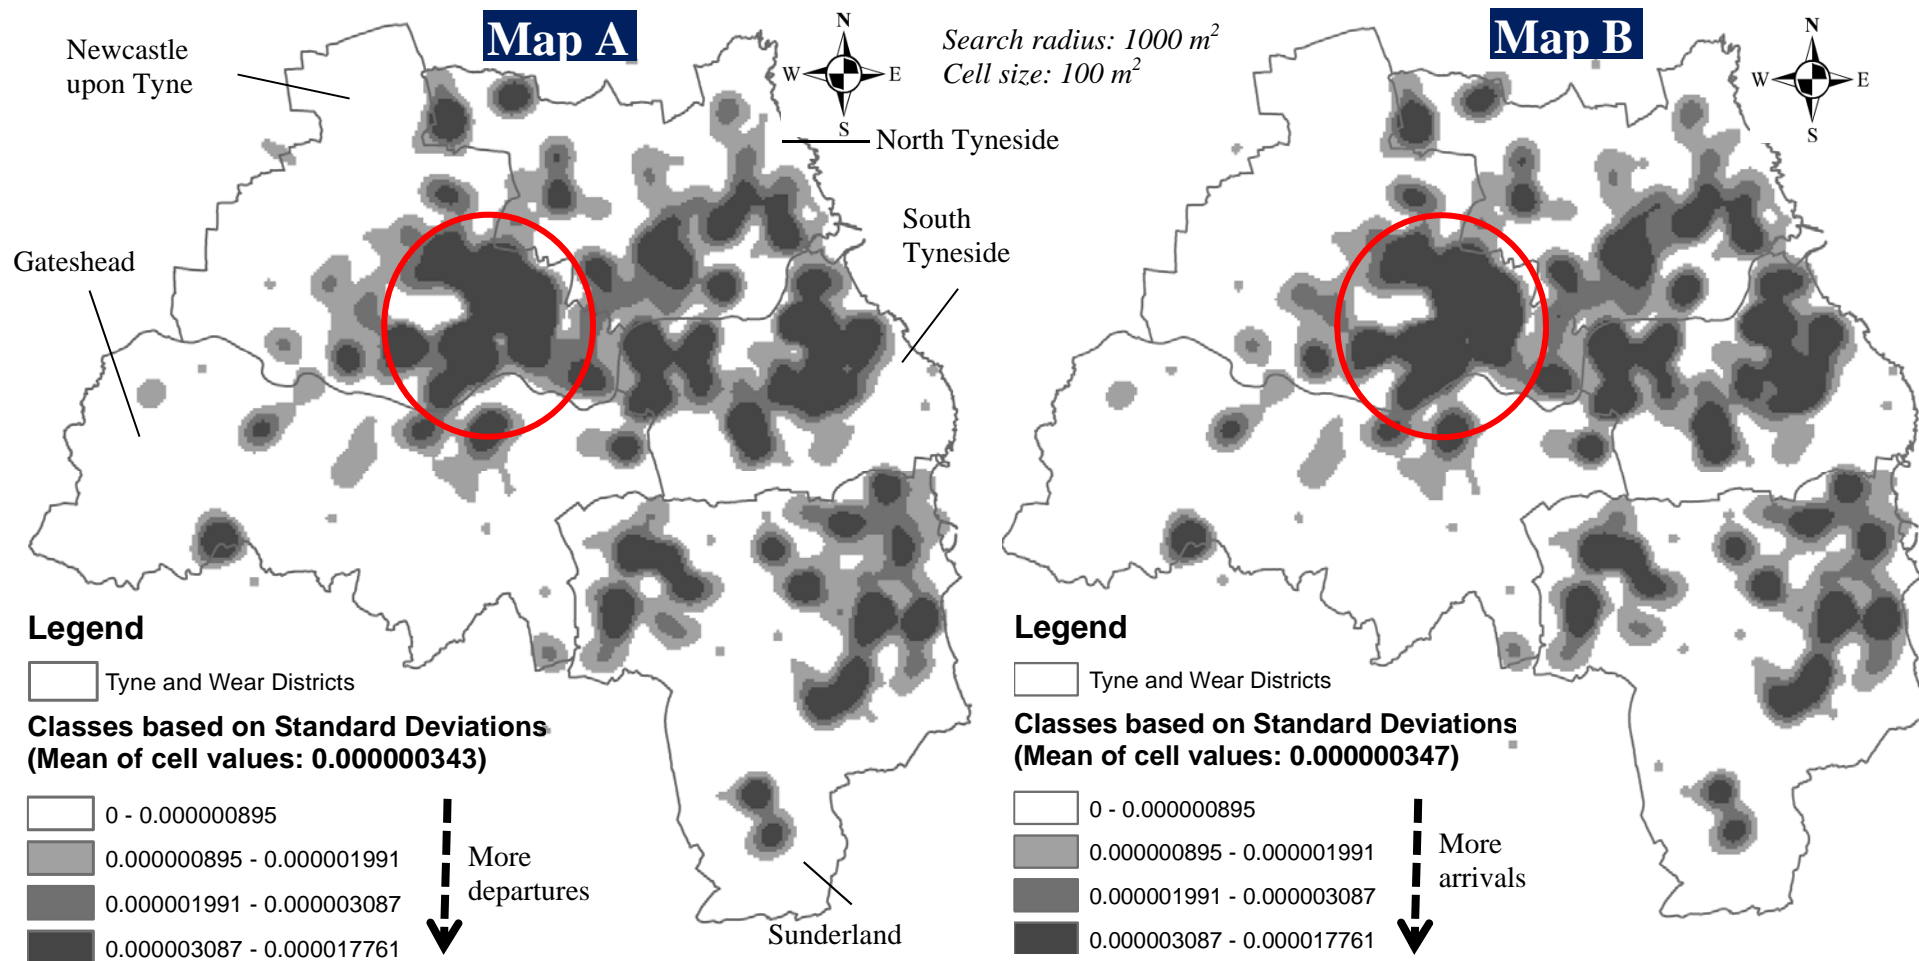 Map A
N
W
E
S
Search radius: 1000 m²
Cell size: 100 m²
Map B
N
W
E
S
Newcastle
upon Tyne
North Tyneside
South
Tyneside
Gateshead
Legend
Tyne and Wear Districts
Classes based on Standard Deviations
(Mean of cell values: 0.000000343)
0 - 0.000000895
0.000000895 - 0.000001991
0.000001991 - 0.000003087
0.000003087 - 0.000017761
More
departures
Sunderland
Legend
Tyne and Wear Districts
Classes based on Standard Deviations
(Mean of cell values: 0.000000347)
0 - 0.000000895
0.000000895 - 0.000001991
0.000001991 - 0.000003087
0.000003087 - 0.000017761
More
arrivals